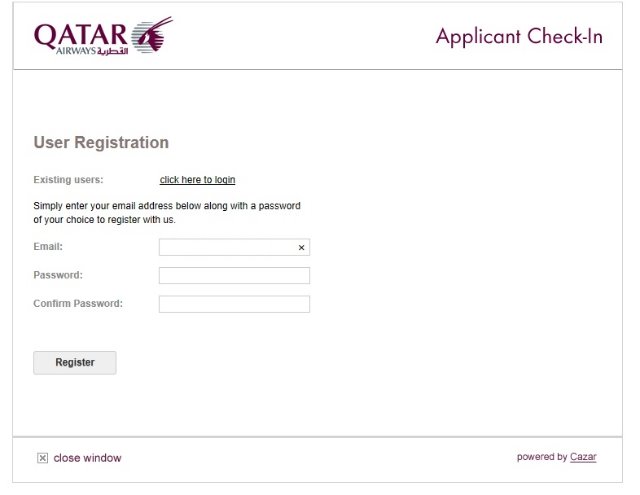 QATAR
AIRWAYS القطرية
Applicant Check-In
User Registration
Existing users: click here to login
Simply enter your email address below along with a password
of your choice to register with us.
Email:
Password:
Confirm Password:
Register
close window
powered by Cazar